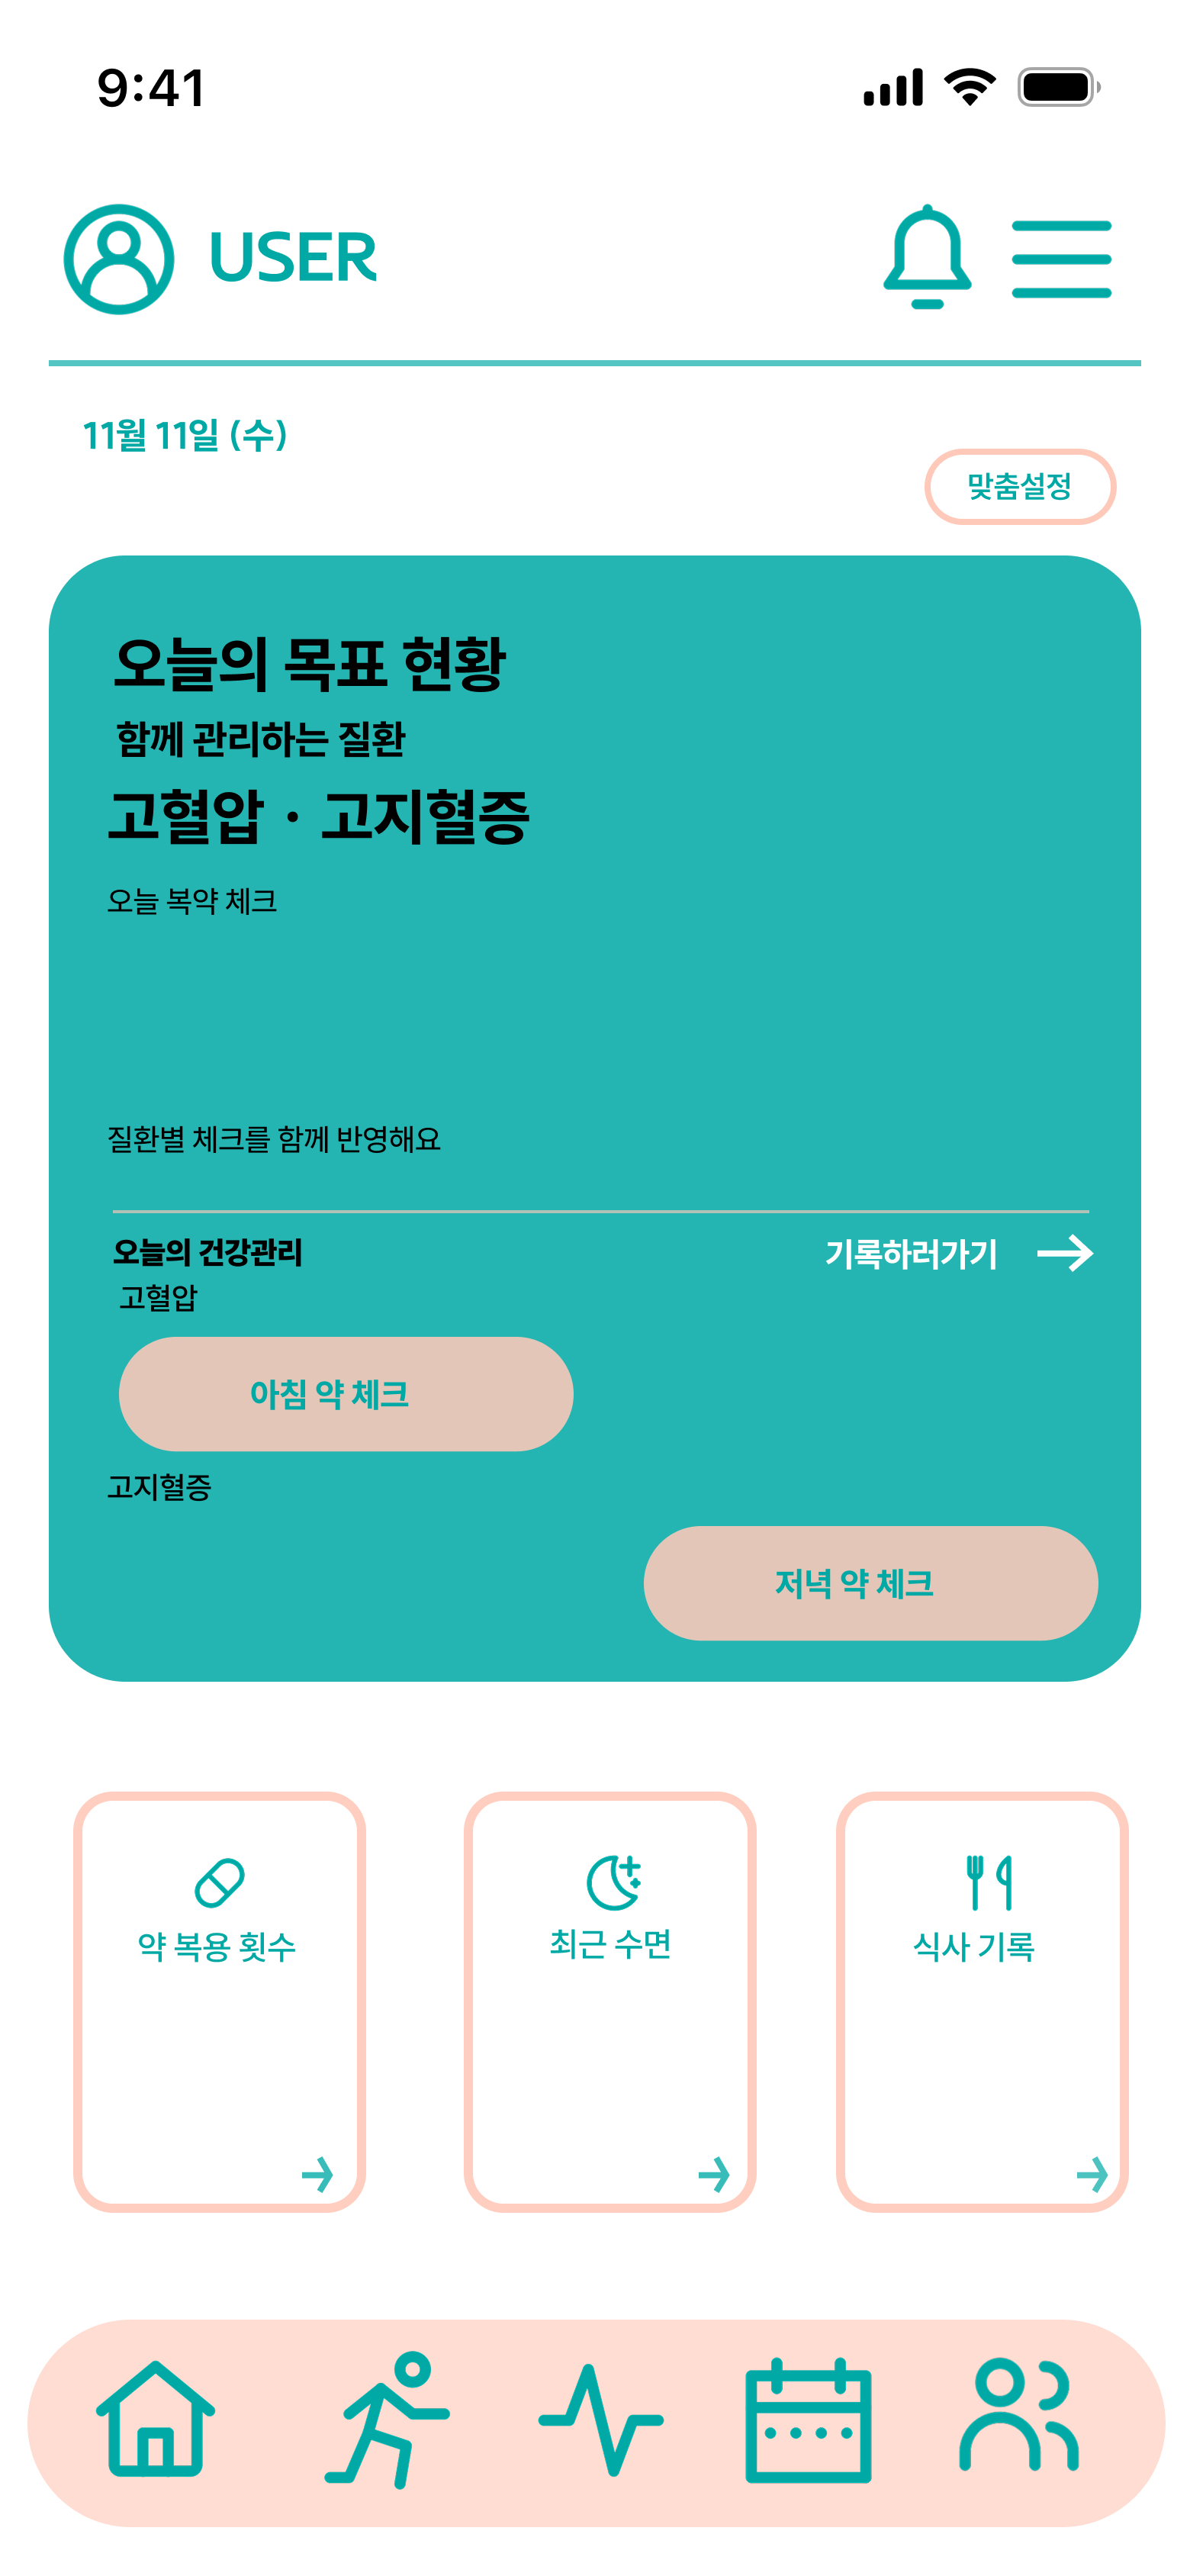 9:41
USER
11월 11일 (수)
맞춤설정
오늘의 목표 현황
함께 관리하는 질환
고혈압 · 고지혈증
오늘 복약 체크
질환별 체크를 함께 반영해요
오늘의 건강관리
기록하러가기
고혈압
아침 약 체크
고지혈증
저녁 약 체크
약 복용 횟수
최근 수면
식사 기록